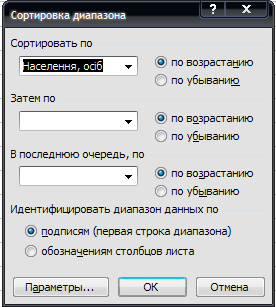 Сортировка диапазона
Сортировать по
Населення, осіб
по возрастанию
по убыванию
Затем по
по возрастанию
по убыванию
В последнюю очередь, по
по возрастанию
по убыванию
Идентифицировать диапазон данных по
подписям (первая строка диапазона)
обозначениям столбцов листа
Параметры... ОК Отмена